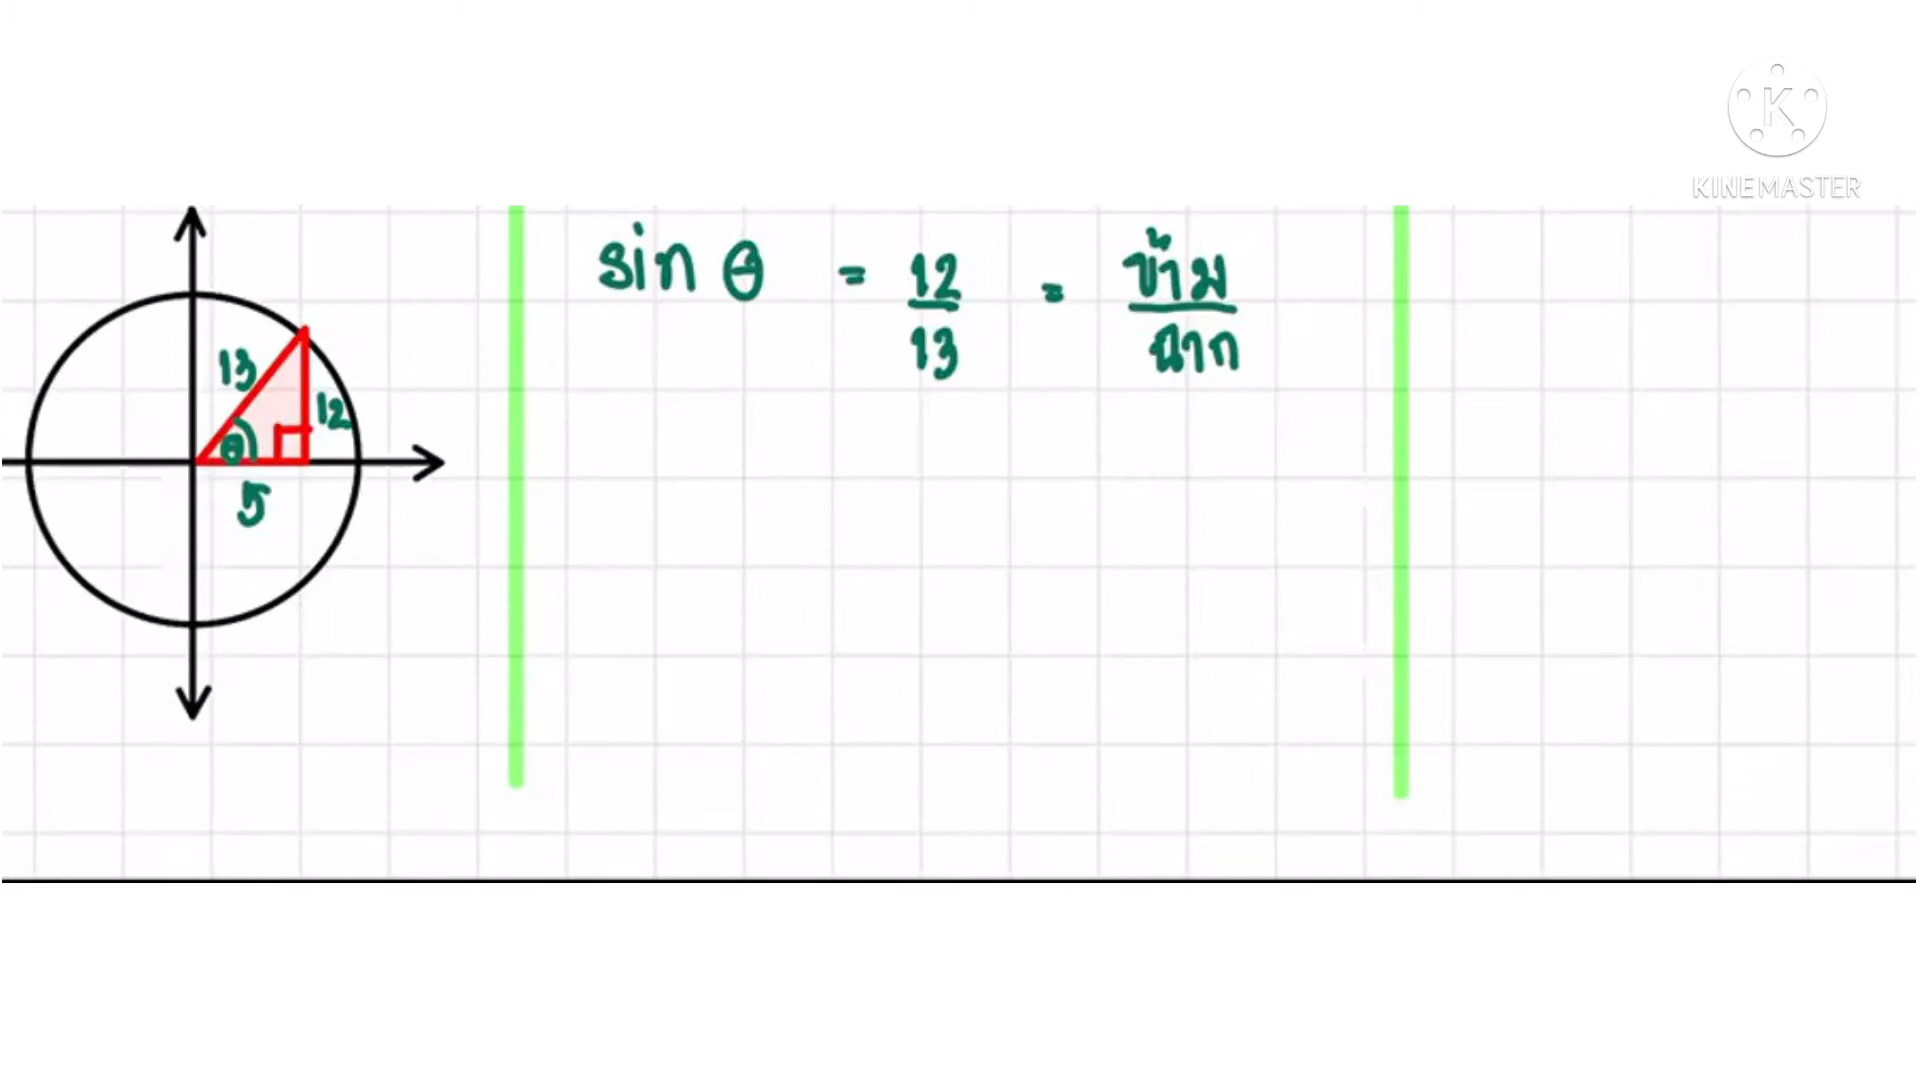 K
KINEMASTER
sin θ = 12/13 = ข้าม/ฉาก
13
12
θ
5